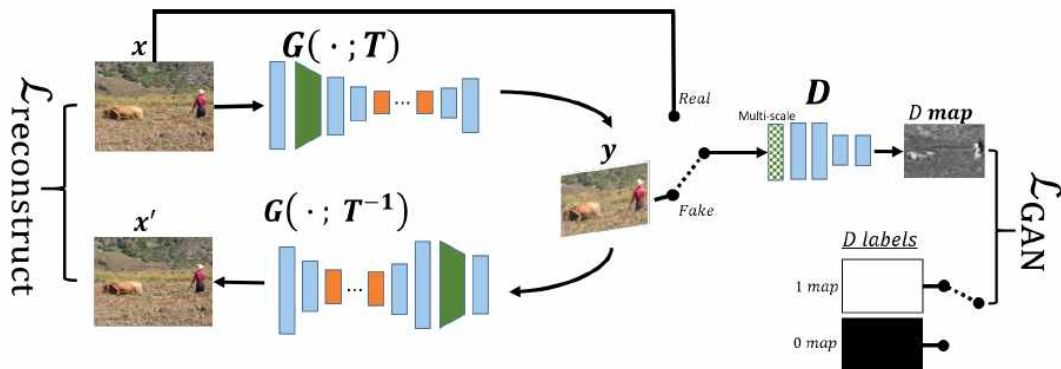 x
G( · ; T)
ℒreconstruct
Real
Multi-scale
D
D map
y
Fake
G( · ; T⁻¹)
x'
ℒGAN
D labels
1 map
0 map